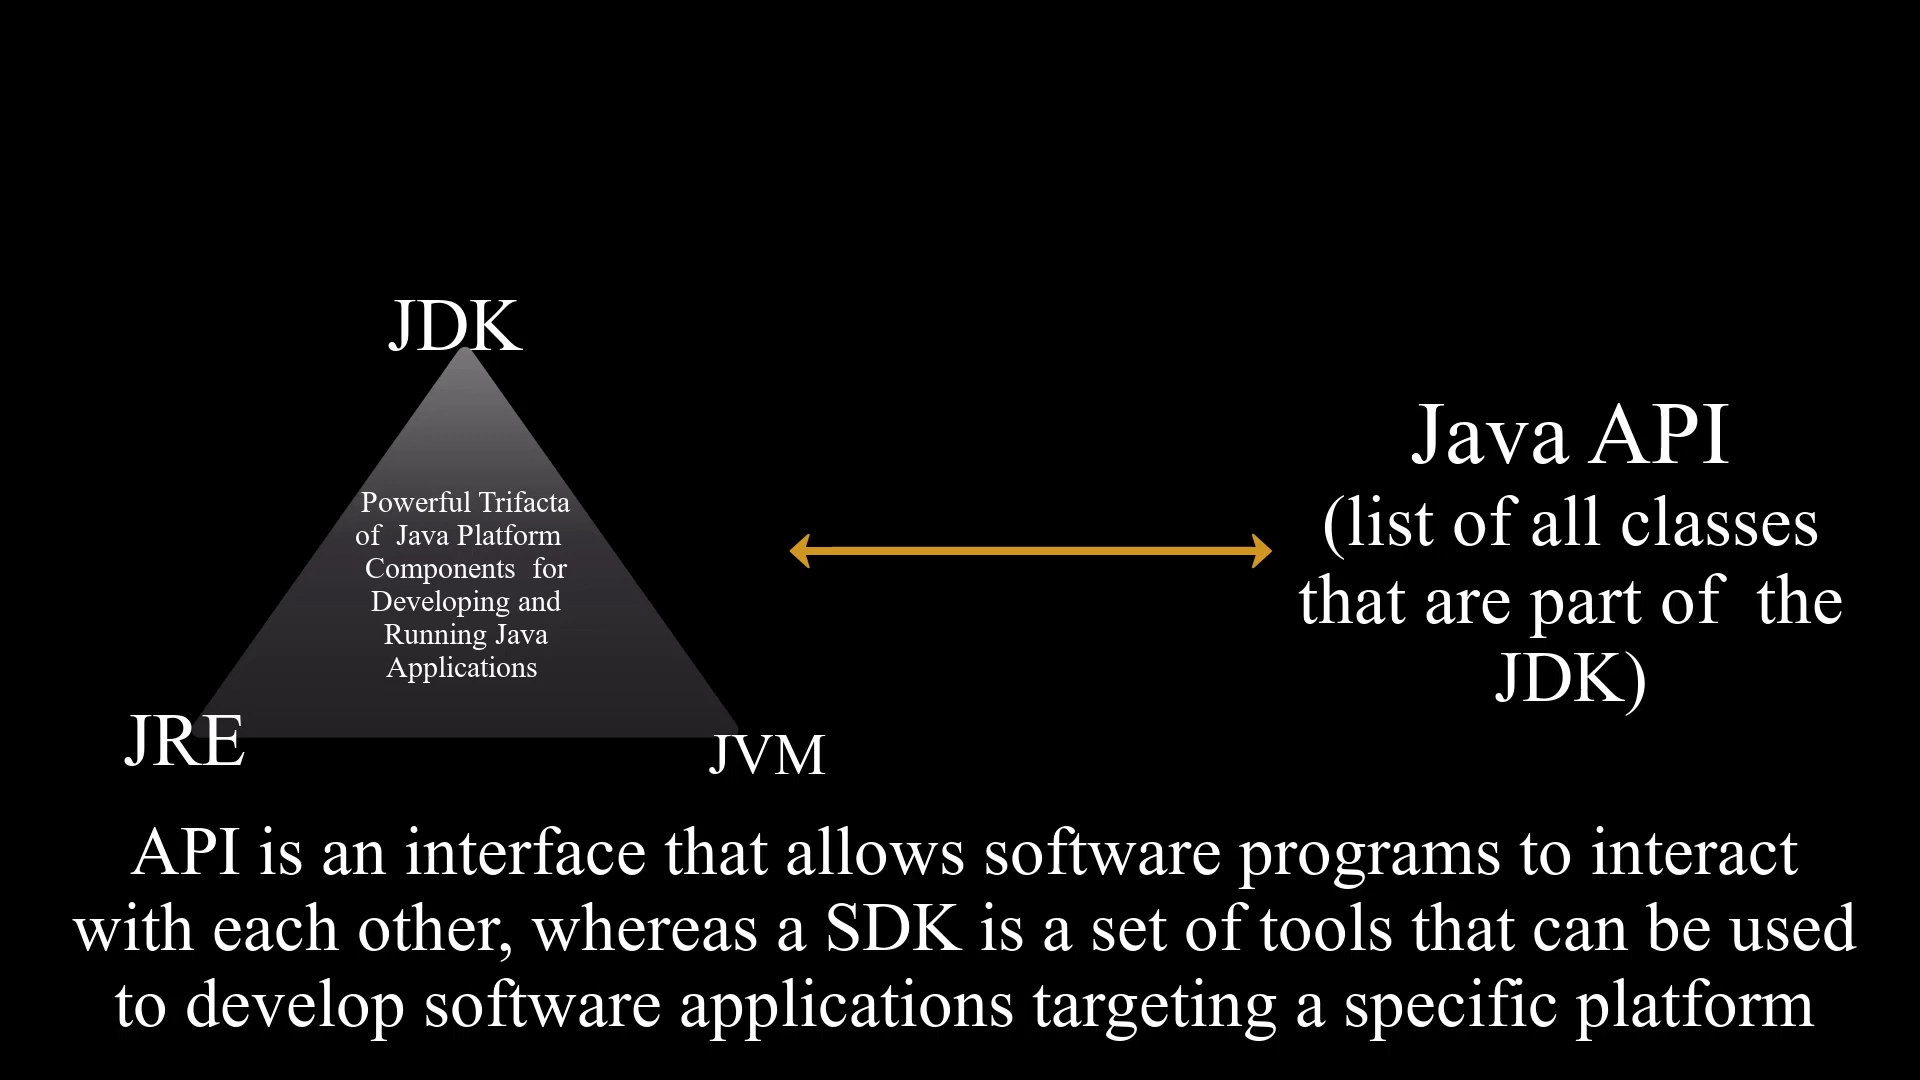 JDK
Powerful Trifacta
of Java Platform
Components for
Developing and
Running Java
Applications
JRE
JVM
Java API
(list of all classes
that are part of the
JDK)
API is an interface that allows software programs to interact
with each other, whereas a SDK is a set of tools that can be used
to develop software applications targeting a specific platform